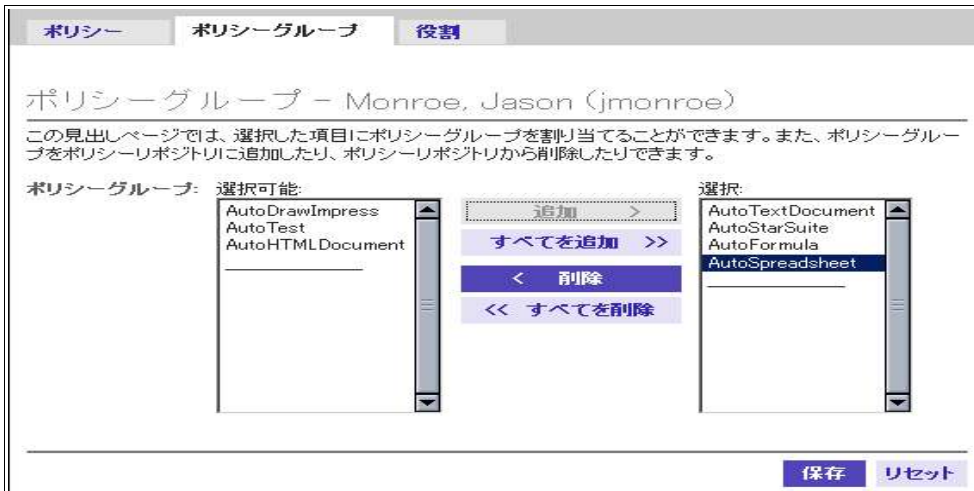 ポリシー ポリシーグループ 役割
ポリシーグループ - Monroe, Jason (jmonroe)
この見出しページでは、選択した項目にポリシーグループを割り当てることができます。また、ポリシーグルー
プをポリシーリポジトリに追加したり、ポリシーリポジトリから削除したりできます。
ポリシーグループ: 選択可能: 選択:
AutoDrawImpress 追加 > AutoTextDocument
AutoTest AutoStarSuite
AutoHTMLDocument すべてを追加 >> AutoFormula
AutoSpreadsheet
< 削除
<< すべてを削除
保存 リセット